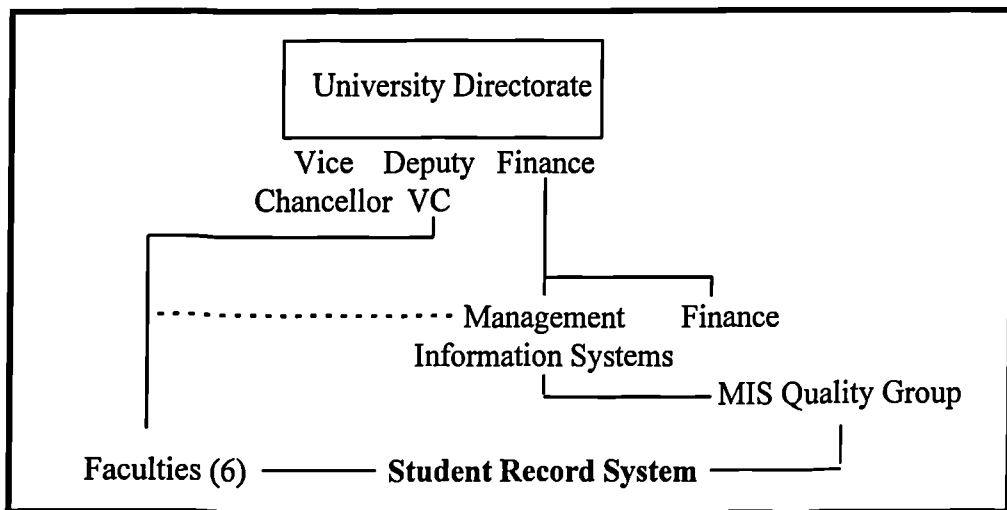 University Directorate
Vice Deputy Finance
Chancellor VC
Management Finance
Information Systems
MIS Quality Group
Faculties (6) Student Record System